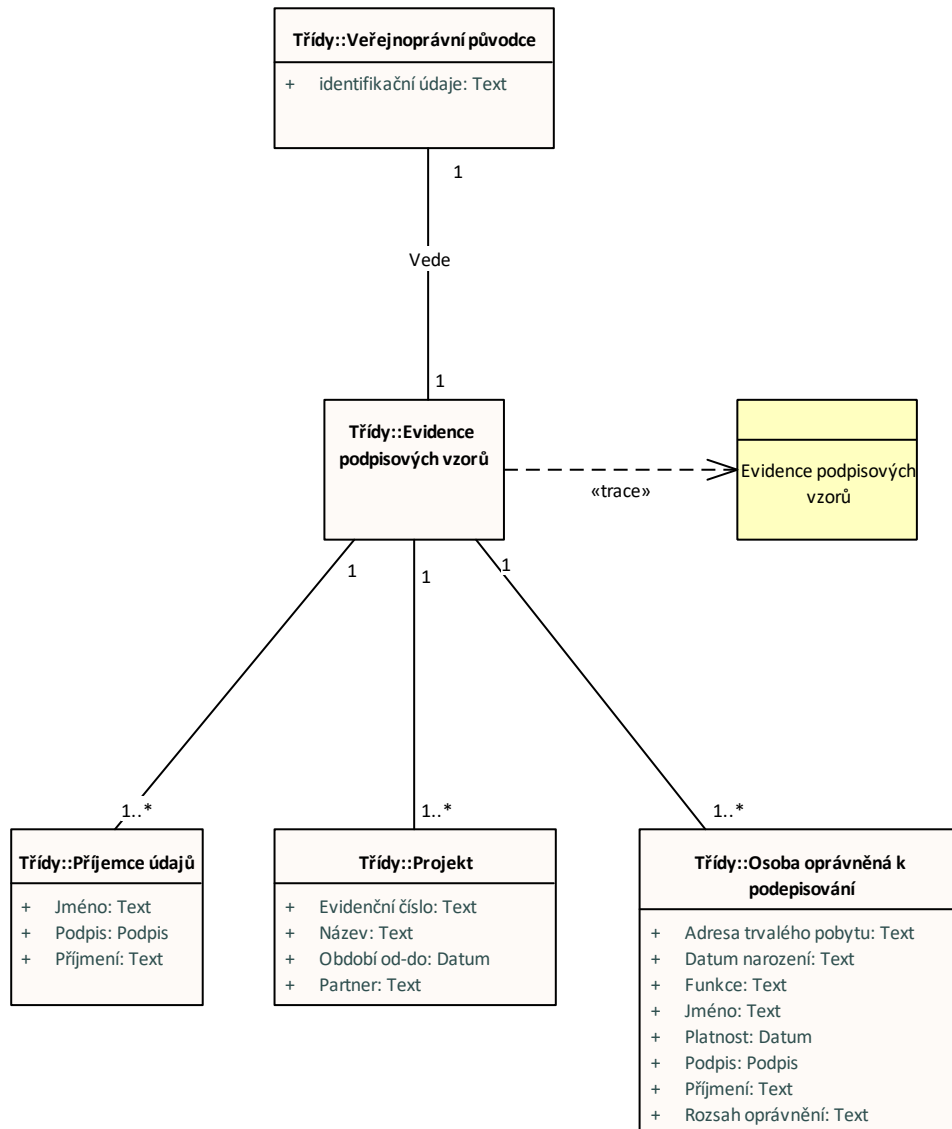 Třídy::Veřejnoprávní původce
+ identifikační údaje: Text
1
Vede
1
Třídy::Evidence
podpisových vzorů
«trace»
Evidence podpisových
vzorů
1
1
1
1..*
1..*
1..*
Třídy::Příjemce údajů
+ Jméno: Text
+ Podpis: Podpis
+ Příjmení: Text
Třídy::Projekt
+ Evidenční číslo: Text
+ Název: Text
+ Období od-do: Datum
+ Partner: Text
Třídy::Osoba oprávněná k
podepisování
+ Adresa trvalého pobytu: Text
+ Datum narození: Text
+ Funkce: Text
+ Jméno: Text
+ Platnost: Datum
+ Podpis: Podpis
+ Příjmení: Text
+ Rozsah oprávnění: Text